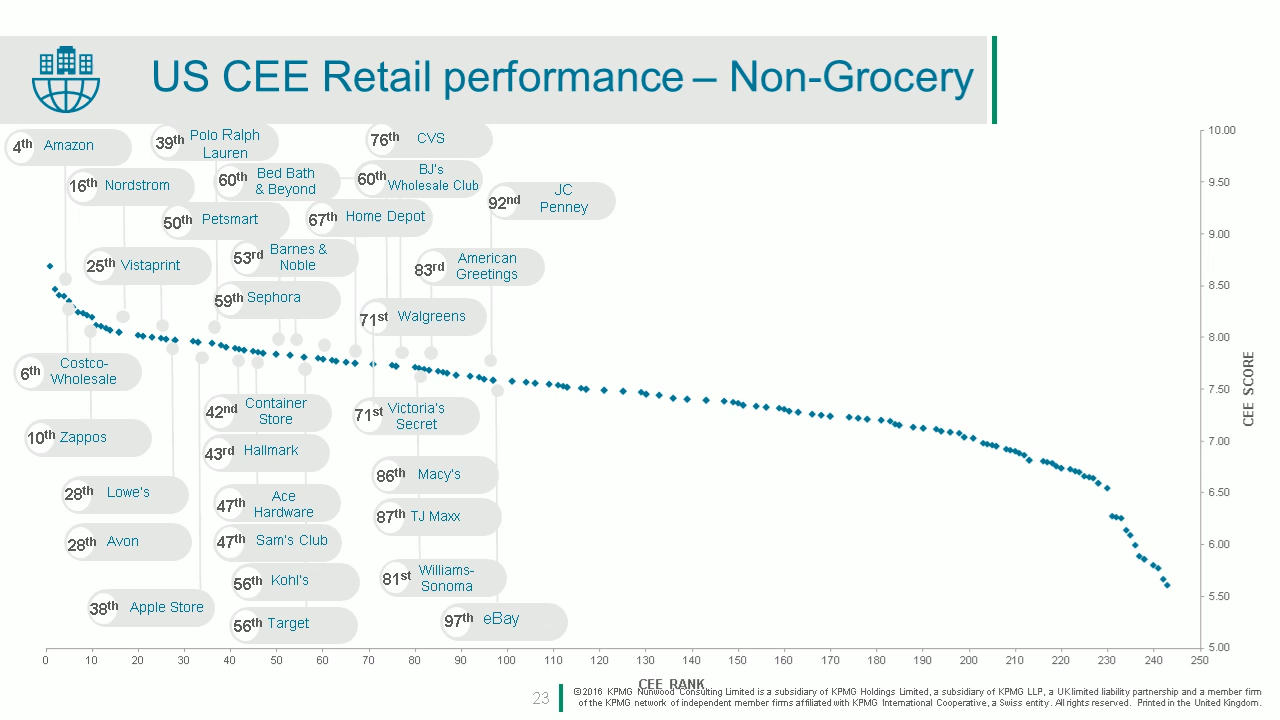 US CEE Retail performance – Non-Grocery
4th Amazon
39th Polo Ralph
Lauren
76th CVS
16th Nordstrom
60th Bed Bath
& Beyond
60th BJ's
Wholesale Club
92nd JC
Penney
50th Petsmart
67th Home Depot
25th Vistaprint
53rd Barnes &
Noble
83rd American
Greetings
59th Sephora
71st Walgreens
6th Costco-
Wholesale
42nd Container
Store
71st Victoria's
Secret
10th Zappos
43rd Hallmark
86th Macy's
28th Lowe's
47th Ace
Hardware
87th TJ Maxx
28th Avon
47th Sam's Club
56th Kohl's
81st Williams-
Sonoma
38th Apple Store
56th Target
97th eBay
10.00
9.50
9.00
8.50
8.00
7.50
7.00
6.50
6.00
5.50
5.00
CEE SCORE
0 10 20 30 40 50 60 70 80 90 100 110 120 130 140 150 160 170 180 190 200 210 220 230 240 250
CEE RANK
23
©2016 KPMG Nunwood Consulting Limited is a subsidiary of KPMG Holdings Limited, a subsidiary of KPMG LLP, a UK limited liability partnership and a member firm
of the KPMG network of independent member firms affiliated with KPMG International Cooperative, a Swiss entity. All rights reserved. Printed in the United Kingdom.